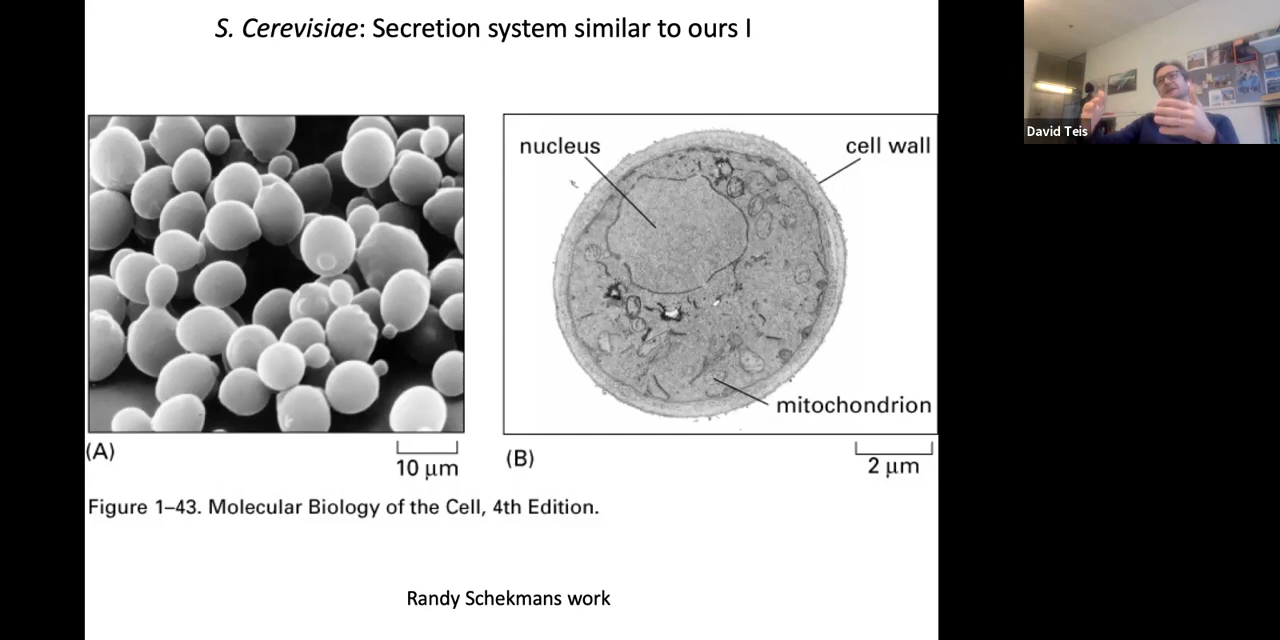 S. Cerevisiae: Secretion system similar to ours I
David Teis
nucleus
cell wall
mitochondrion
(A)
10 μm
(B)
2 μm
Figure 1–43. Molecular Biology of the Cell, 4th Edition.
Randy Schekmans work